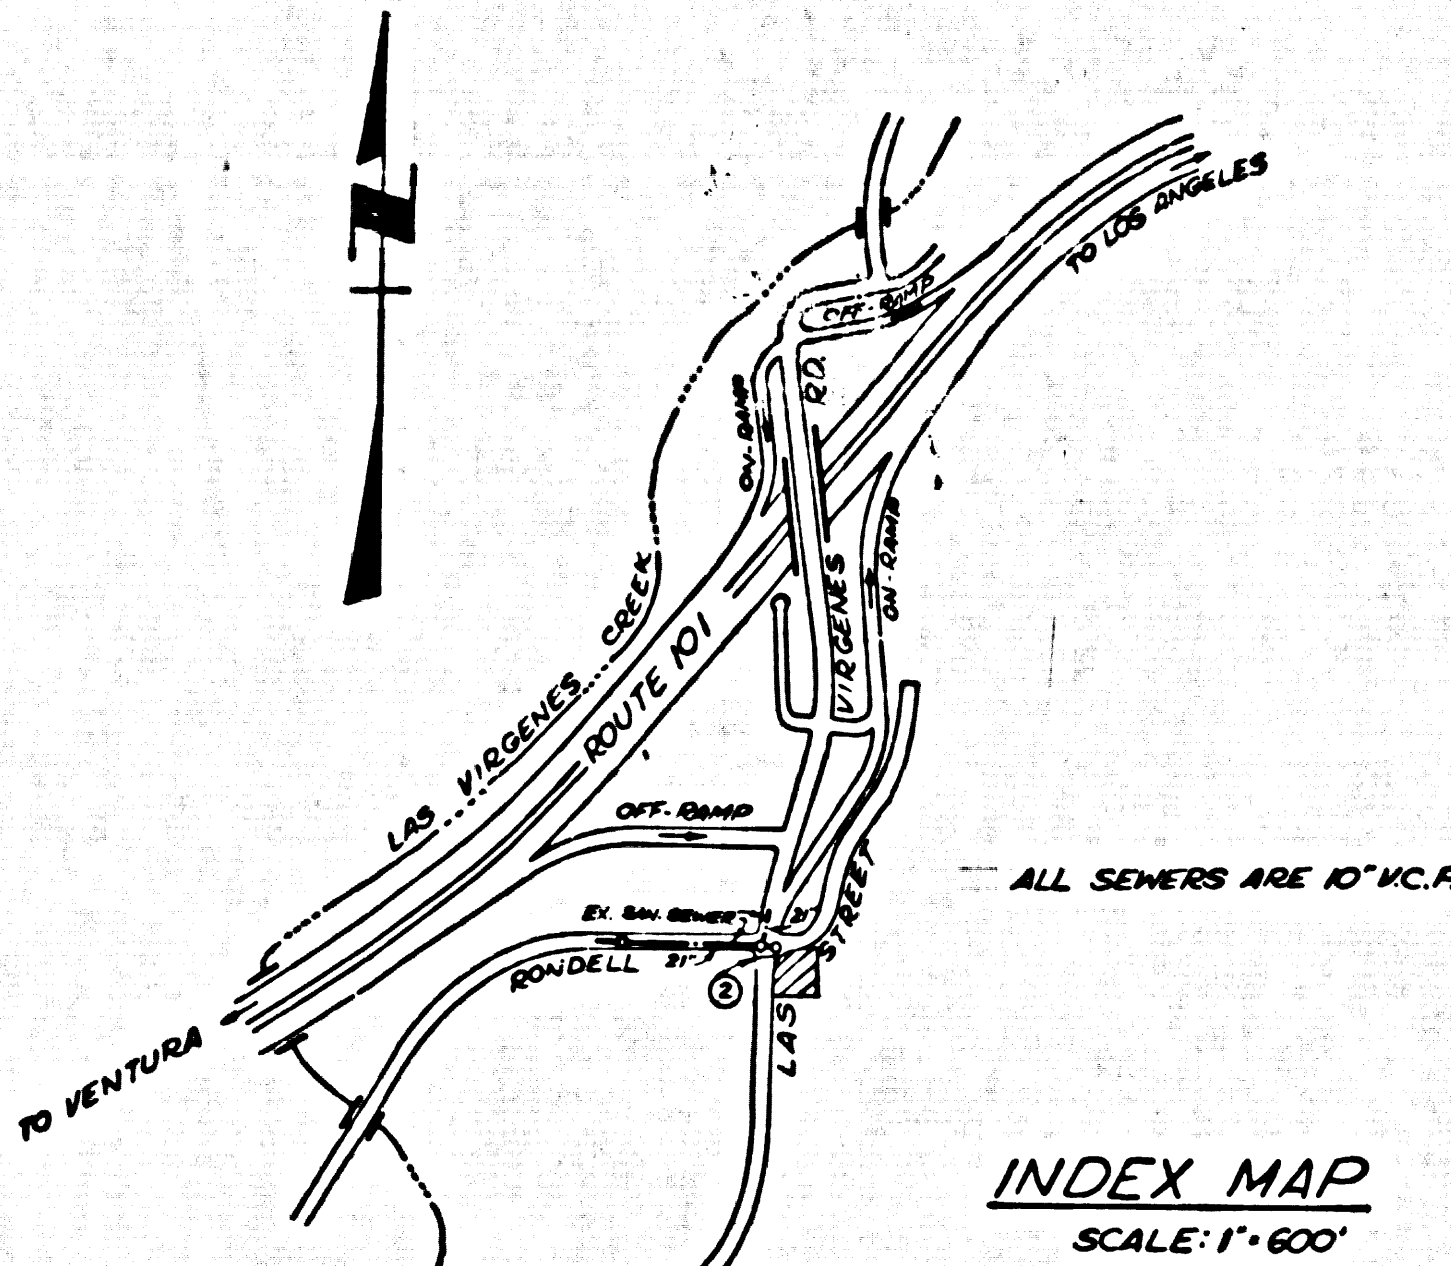 N
TO LOS ANGELES
OFF-RAMP
RD.
ON-RAMP
ON-RAMP
VIRGENES
CREEK
ROUTE 101
VIRGENES
LAS
OFF-RAMP
ALL SEWERS ARE 10" V.C.P.
STREET
EX. SAN. SEWER
21"
RONDELL
21"
2
LAS
TO VENTURA
INDEX MAP
SCALE: 1"=600'